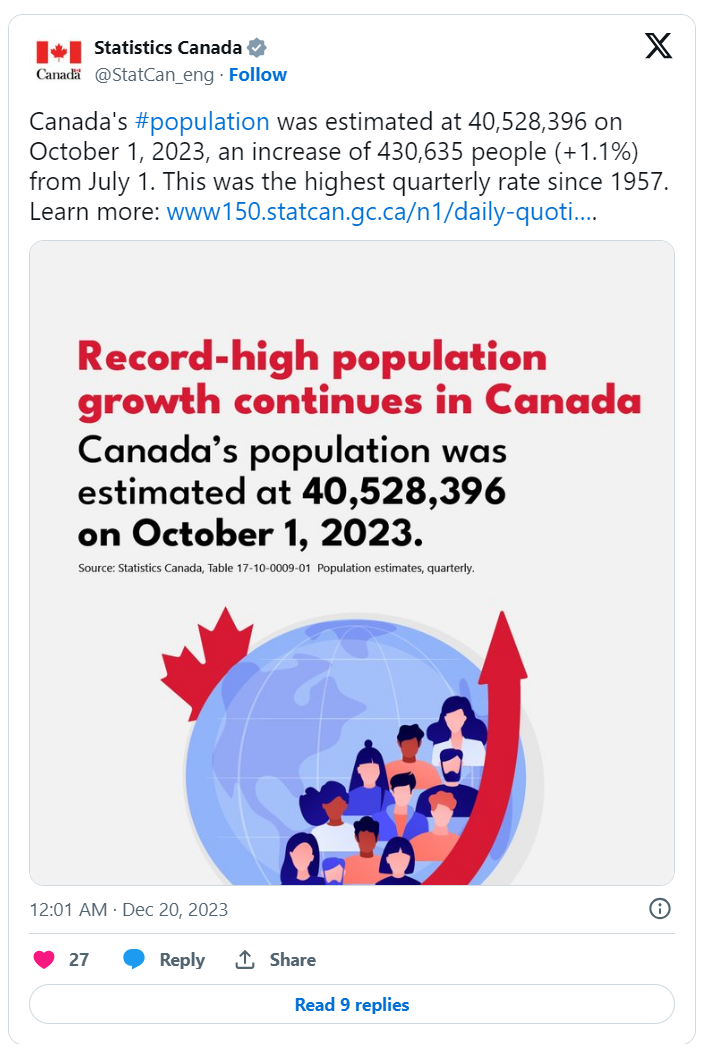 Statistics Canada
Canada
@StatCan_eng · Follow
Canada's #population was estimated at 40,528,396 on
October 1, 2023, an increase of 430,635 people (+1.1%)
from July 1. This was the highest quarterly rate since 1957.
Learn more: www150.statcan.gc.ca/n1/daily-quoti….
Record-high population
growth continues in Canada
Canada’s population was
estimated at 40,528,396
on October 1, 2023.
Source: Statistics Canada, Table 17-10-0009-01 Population estimates, quarterly.
12:01 AM · Dec 20, 2023
27 Reply Share
Read 9 replies